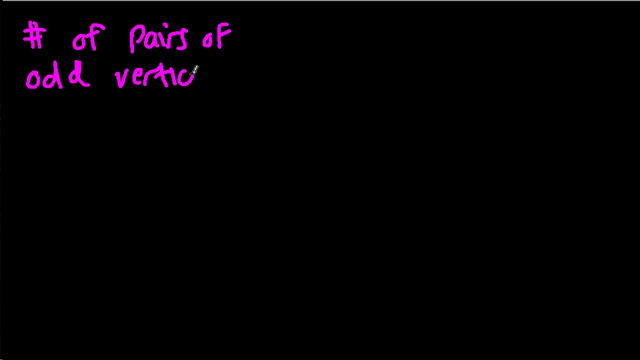 # of pairs of
odd vertic